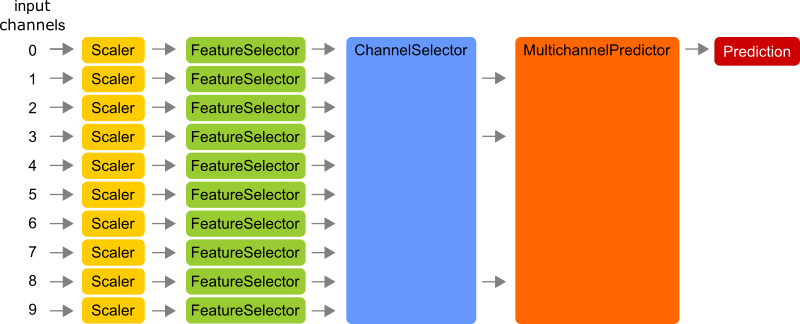 input
channels
0 Scaler FeatureSelector ChannelSelector MultichannelPredictor Prediction
1 Scaler FeatureSelector
2 Scaler FeatureSelector
3 Scaler FeatureSelector
4 Scaler FeatureSelector
5 Scaler FeatureSelector
6 Scaler FeatureSelector
7 Scaler FeatureSelector
8 Scaler FeatureSelector
9 Scaler FeatureSelector